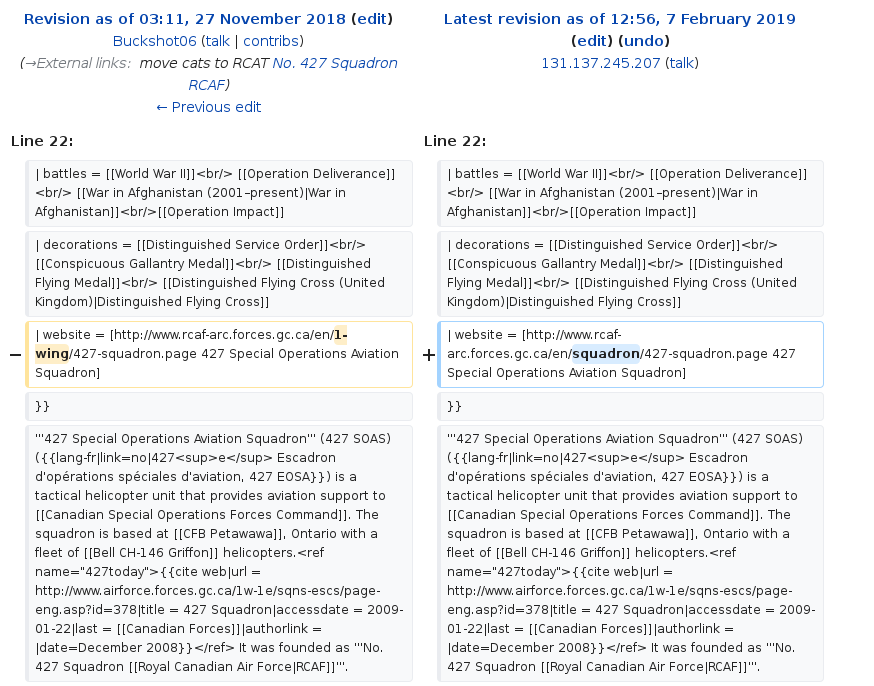 Revision as of 03:11, 27 November 2018 (edit)
Buckshot06 (talk | contribs)
(→External links: move cats to RCAT No. 427 Squadron
RCAF)
← Previous edit
Latest revision as of 12:56, 7 February 2019
(edit) (undo)
131.137.245.207 (talk)
Line 22:
Line 22:
| battles = [[World War II]]<br/> [[Operation Deliverance]]
<br/> [[War in Afghanistan (2001–present)|War in
Afghanistan]]<br/>[[Operation Impact]]
| battles = [[World War II]]<br/> [[Operation Deliverance]]
<br/> [[War in Afghanistan (2001–present)|War in
Afghanistan]]<br/>[[Operation Impact]]
| decorations = [[Distinguished Service Order]]<br/>
[[Conspicuous Gallantry Medal]]<br/> [[Distinguished
Flying Medal]]<br/> [[Distinguished Flying Cross (United
Kingdom)|Distinguished Flying Cross]]
| decorations = [[Distinguished Service Order]]<br/>
[[Conspicuous Gallantry Medal]]<br/> [[Distinguished
Flying Medal]]<br/> [[Distinguished Flying Cross (United
Kingdom)|Distinguished Flying Cross]]
−
| website = [http://www.rcaf-arc.forces.gc.ca/en/1-
wing/427-squadron.page 427 Special Operations Aviation
Squadron]
+
| website = [http://www.rcaf-
arc.forces.gc.ca/en/squadron/427-squadron.page 427
Special Operations Aviation Squadron]
}}
}}
'''427 Special Operations Aviation Squadron''' (427 SOAS)
({{lang-fr|link=no|427<sup>e</sup> Escadron
d'opérations spéciales d'aviation, 427 EOSA}}) is a
tactical helicopter unit that provides aviation support to
[[Canadian Special Operations Forces Command]]. The
squadron is based at [[CFB Petawawa]], Ontario with a
fleet of [[Bell CH-146 Griffon]] helicopters.<ref
name="427today">{{cite web|url =
http://www.airforce.forces.gc.ca/1w-1e/sqns-escs/page-
eng.asp?id=378|title = 427 Squadron|accessdate = 2009-
01-22|last = [[Canadian Forces]]|authorlink =
|date=December 2008}}</ref> It was founded as '''No.
427 Squadron [[Royal Canadian Air Force|RCAF]]'''.
'''427 Special Operations Aviation Squadron''' (427 SOAS)
({{lang-fr|link=no|427<sup>e</sup> Escadron
d'opérations spéciales d'aviation, 427 EOSA}}) is a
tactical helicopter unit that provides aviation support to
[[Canadian Special Operations Forces Command]]. The
squadron is based at [[CFB Petawawa]], Ontario with a
fleet of [[Bell CH-146 Griffon]] helicopters.<ref
name="427today">{{cite web|url =
http://www.airforce.forces.gc.ca/1w-1e/sqns-escs/page-
eng.asp?id=378|title = 427 Squadron|accessdate = 2009-
01-22|last = [[Canadian Forces]]|authorlink =
|date=December 2008}}</ref> It was founded as '''No.
427 Squadron [[Royal Canadian Air Force|RCAF]]'''.